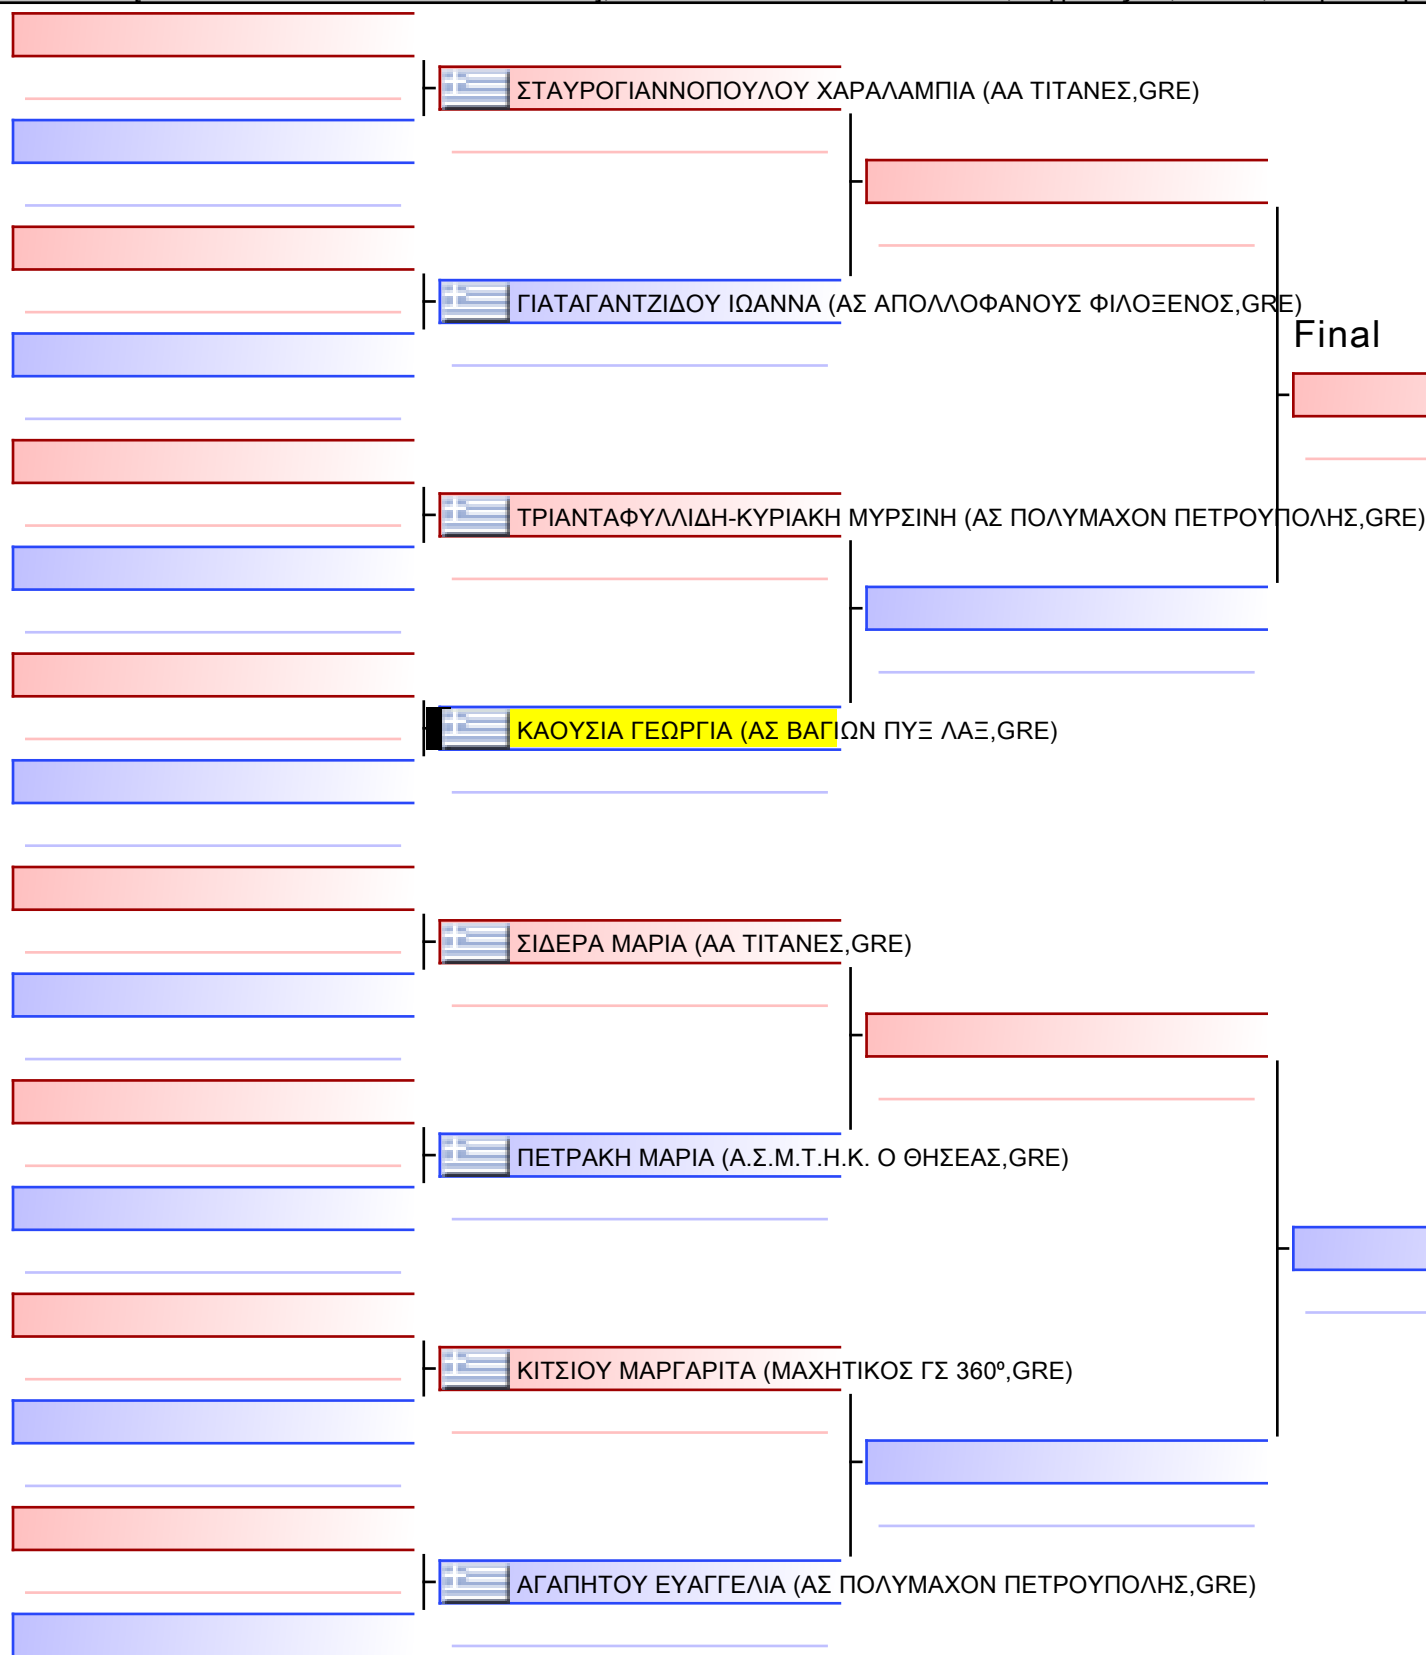 ΣΤΑΥΡΟΓΙΑΝΝΟΠΟΥΛΟΥ ΧΑΡΑΛΑΜΠΙΑ (ΑΑ ΤΙΤΑΝΕΣ,GRE)
ΓΙΑΤΑΓΑΝΤΖΙΔΟΥ ΙΩΑΝΝΑ (ΑΣ ΑΠΟΛΛΟΦΑΝΟΥΣ ΦΙΛΟΞΕΝΟΣ,GRE)
Final
ΤΡΙΑΝΤΑΦΥΛΛΙΔΗ-ΚΥΡΙΑΚΗ ΜΥΡΣΙΝΗ (ΑΣ ΠΟΛΥΜΑΧΟΝ ΠΕΤΡΟΥΠΟΛΗΣ,GRE)
ΚΑΟΥΣΙΑ ΓΕΩΡΓΙΑ (ΑΣ ΒΑΓΙΩΝ ΠΥΞ ΛΑΞ,GRE)
ΣΙΔΕΡΑ ΜΑΡΙΑ (ΑΑ ΤΙΤΑΝΕΣ,GRE)
ΠΕΤΡΑΚΗ ΜΑΡΙΑ (Α.Σ.Μ.Τ.Η.Κ. Ο ΘΗΣΕΑΣ,GRE)
ΚΙΤΣΙΟΥ ΜΑΡΓΑΡΙΤΑ (ΜΑΧΗΤΙΚΟΣ ΓΣ 360º,GRE)
ΑΓΑΠΗΤΟΥ ΕΥΑΓΓΕΛΙΑ (ΑΣ ΠΟΛΥΜΑΧΟΝ ΠΕΤΡΟΥΠΟΛΗΣ,GRE)